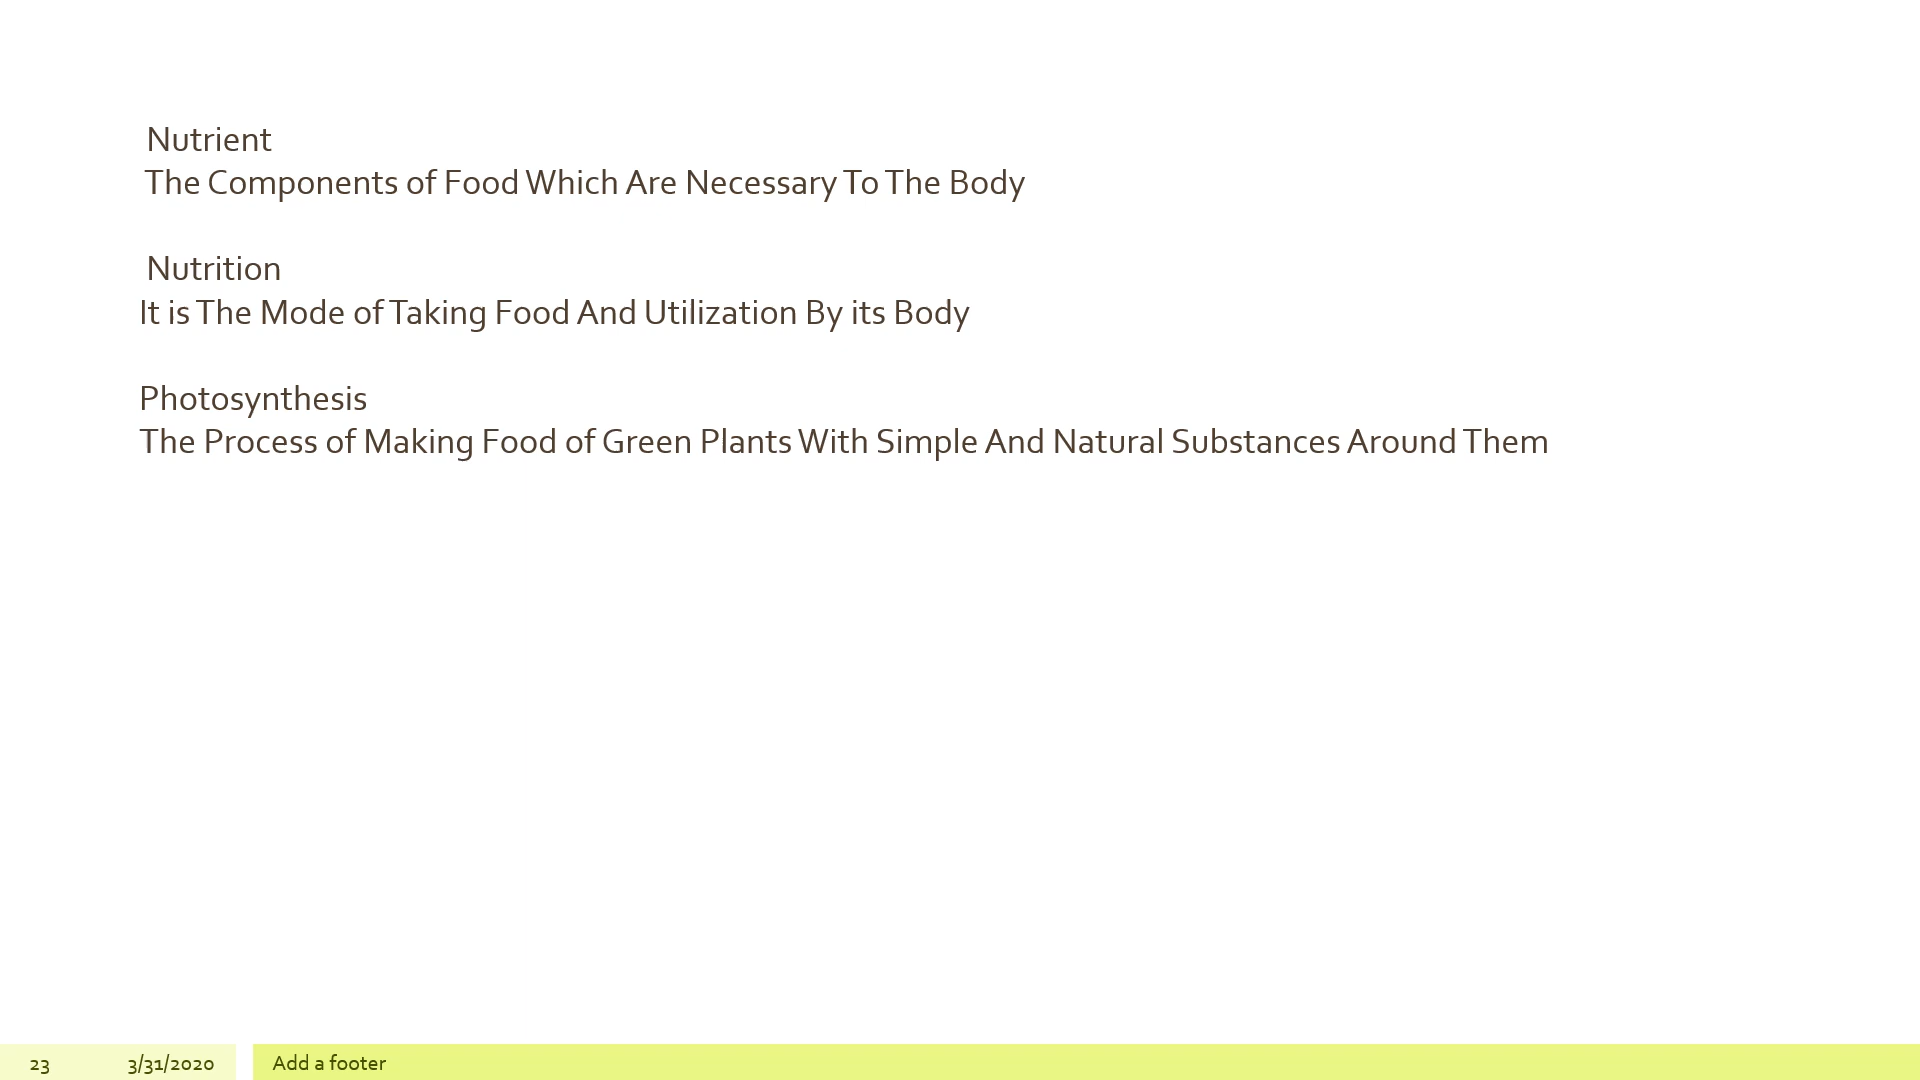 Nutrient
The Components of Food Which Are Necessary To The Body
Nutrition
It is The Mode of Taking Food And Utilization By its Body
Photosynthesis
The Process of Making Food of Green Plants With Simple And Natural Substances Around Them
23 3/31/2020 Add a footer